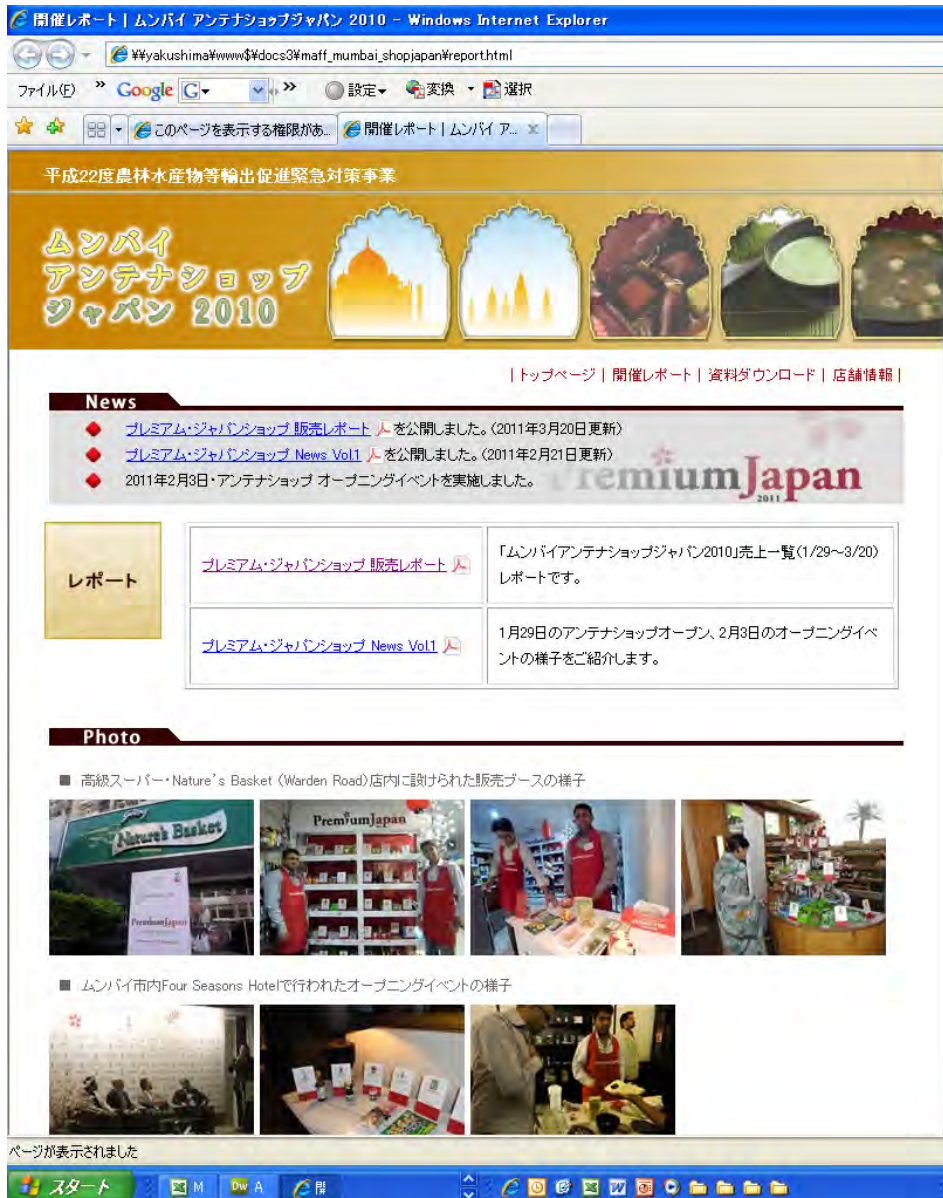 開催レポート | ムンバイ アンテナショップジャパン 2010 - Windows Internet Explorer
¥¥yakushima¥www$¥docs3¥maff_mumbai_shopjapan¥report.html
ファイル(F) » Google G ▾ » 設定▾ 変換 ▾ 選択
このページを表示する権限があ... 開催レポート | ムンバイ ア... x
平成22度農林水産物等輸出促進緊急対策事業
ムンバイ
アンテナショップ
ジャパン 2010
| トップページ | 開催レポート | 資料ダウンロード | 店舗情報 |
News
プレミアム・ジャパンショップ 販売レポート を公開しました。(2011年3月20日更新)
プレミアム・ジャパンショップ News Vol.1 を公開しました。(2011年2月21日更新)
2011年2月3日・アンテナショップ オープニングイベントを実施しました。
PremiumJapan
2011
レポート
プレミアム・ジャパンショップ 販売レポート
「ムンバイアンテナショップジャパン2010」売上一覧(1/29~3/20)
レポートです。
プレミアム・ジャパンショップ News Vol.1
1月29日のアンテナショップオープン、2月3日のオープニングイベ
ントの様子をご紹介します。
Photo
■ 高級スーパー・Nature's Basket (Warden Road)店内に設けられた販売ブースの様子
Nature's Basket
PremiumJapan
PremiumJapan
■ ムンバイ市内Four Seasons Hotelで行われたオープニングイベントの様子
ページが表示されました
スタート M A 開